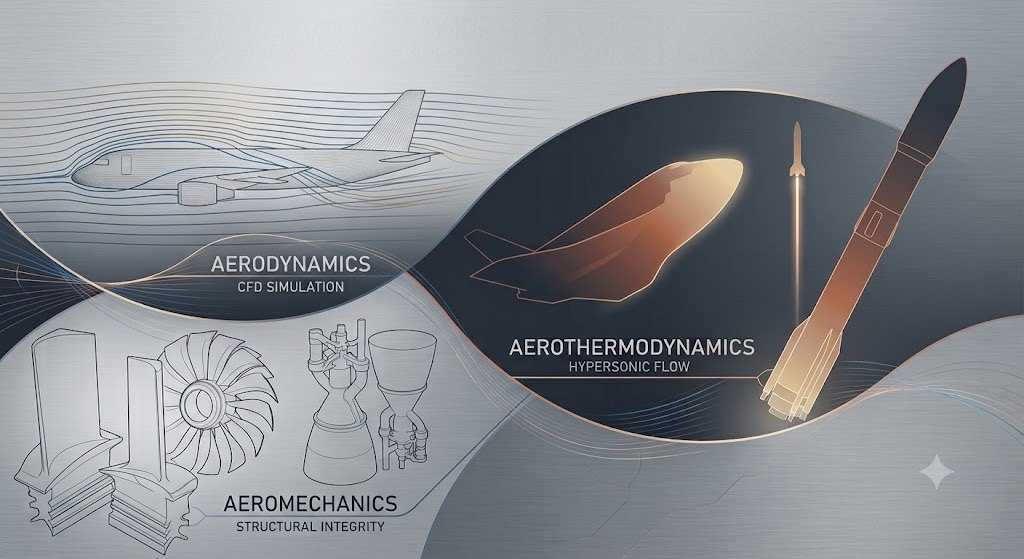 AERODYNAMICS
CFD SIMULATION
AEROTHERMODYNAMICS
HYPERSONIC FLOW
AEROMECHANICS
STRUCTURAL INTEGRITY